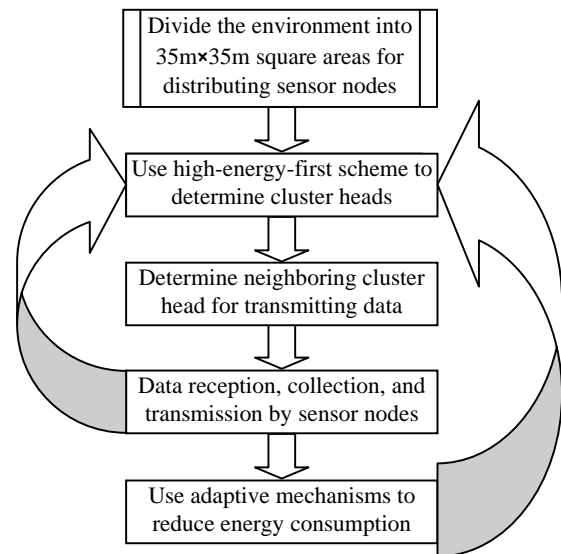 Divide the environment into
35m×35m square areas for
distributing sensor nodes
Use high-energy-first scheme to
determine cluster heads
Determine neighboring cluster
head for transmitting data
Data reception, collection, and
transmission by sensor nodes
Use adaptive mechanisms to
reduce energy consumption